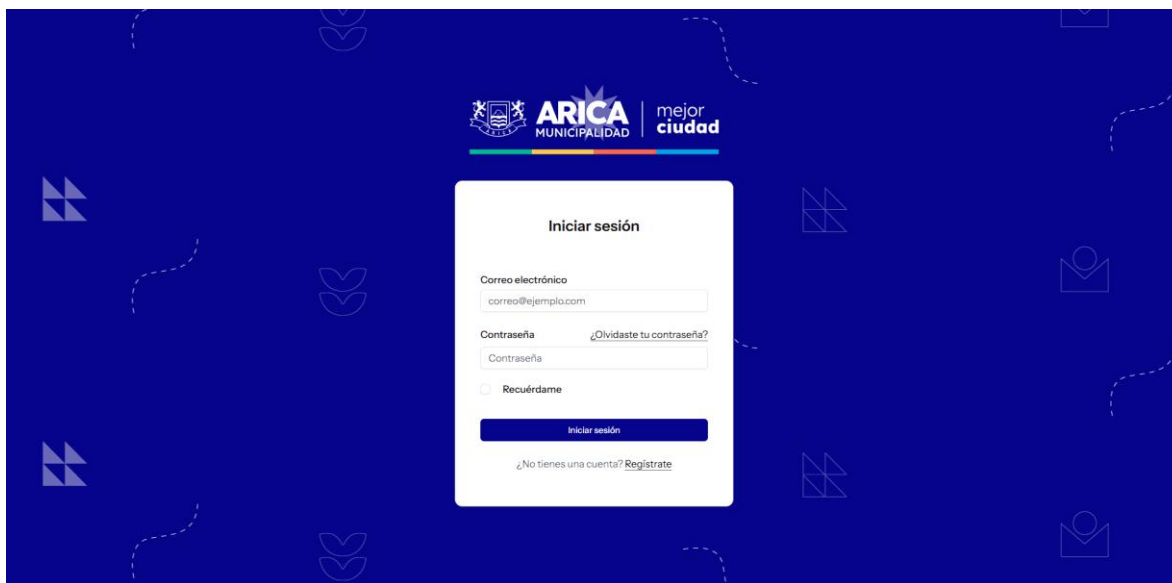 ARICA
MUNICIPALIDAD
mejor
ciudad
Iniciar sesión
Correo electrónico
correo@ejemplo.com
Contraseña ¿Olvidaste tu contraseña?
Contraseña
Recuérdame
Iniciar sesión
¿No tienes una cuenta? Regístrate